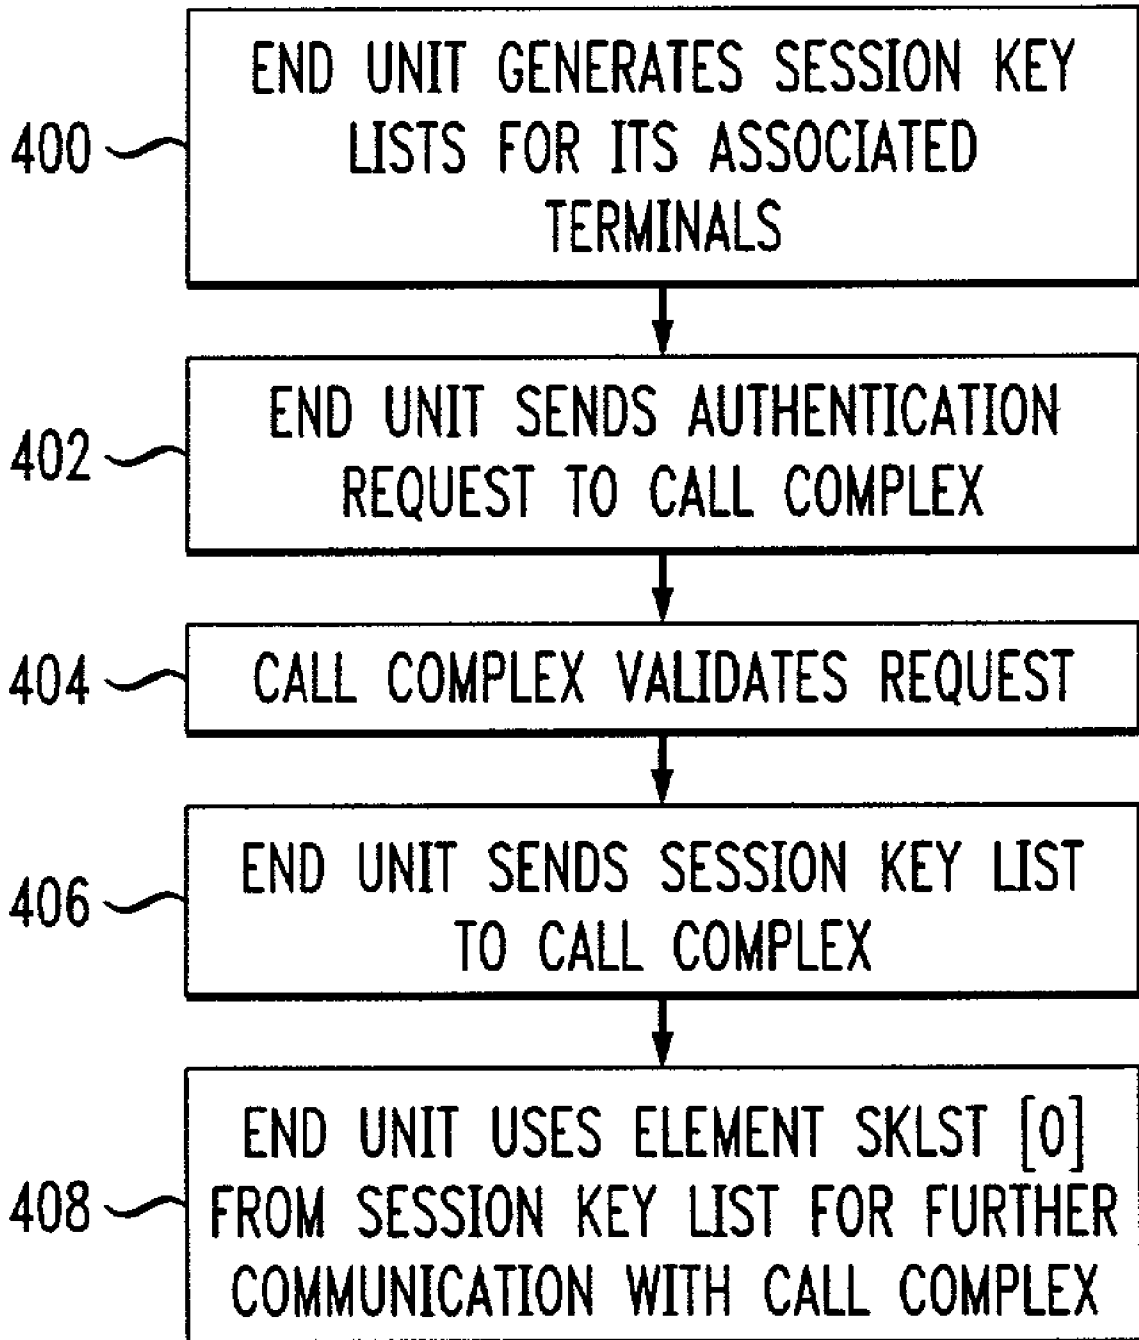 END UNIT GENERATES SESSION KEY
LISTS FOR ITS ASSOCIATED
TERMINALS
400
END UNIT SENDS AUTHENTICATION
REQUEST TO CALL COMPLEX
402
CALL COMPLEX VALIDATES REQUEST
404
END UNIT SENDS SESSION KEY LIST
TO CALL COMPLEX
406
END UNIT USES ELEMENT SKLST [0]
FROM SESSION KEY LIST FOR FURTHER
COMMUNICATION WITH CALL COMPLEX
408